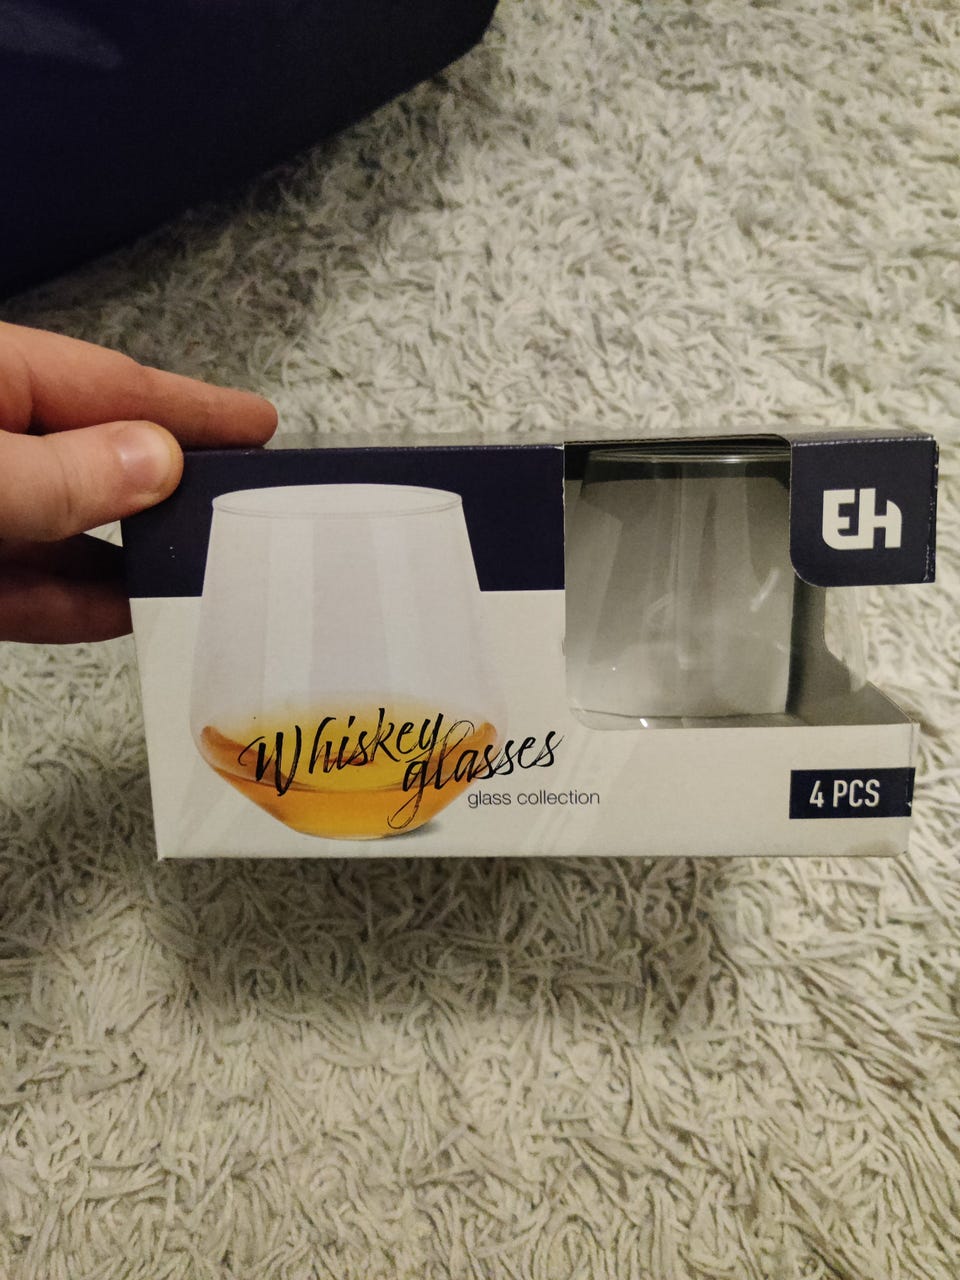 EH
Whiskey
glasses
glass collection
4 PCS